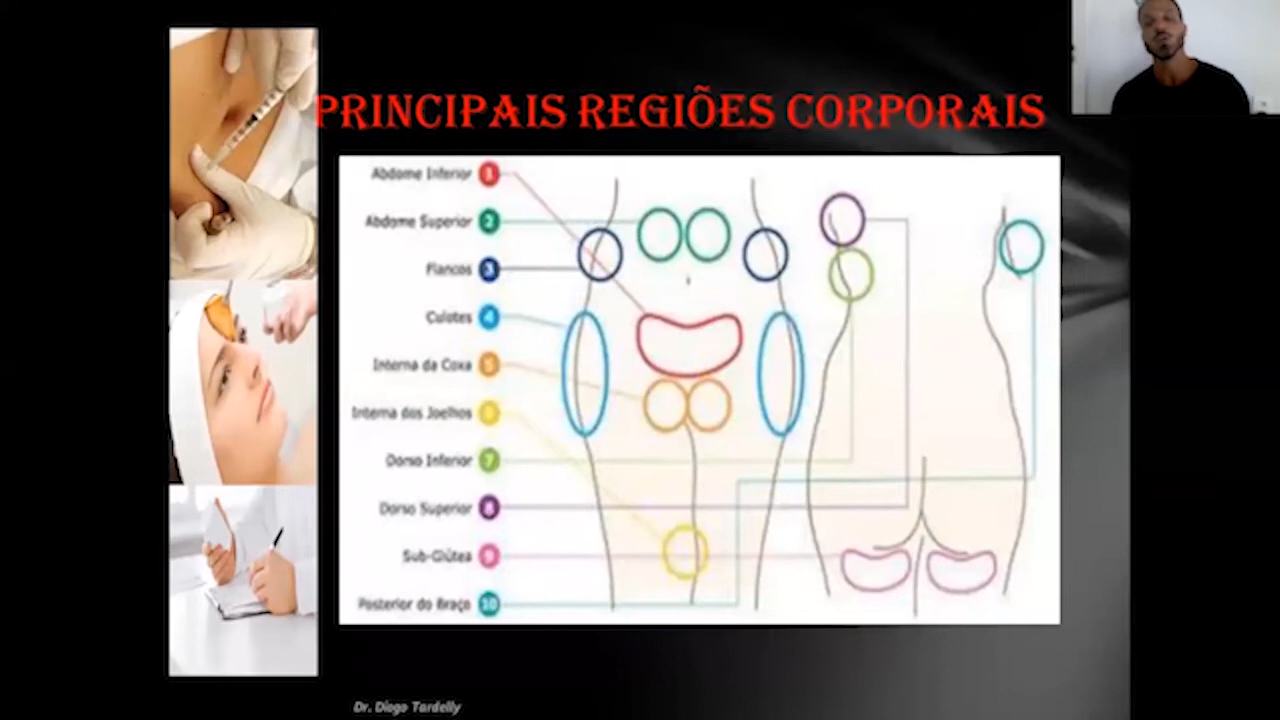 PRINCIPAIS REGIÕES CORPORAIS
Abdome Inferior 1
Abdome Superior 2
Flancos 3
Culotes 4
Interna da Coxa 5
Interna dos Joelhos 6
Dorso Inferior 7
Dorso Superior 8
Sub-Glútea 9
Posterior do Braço 10
Dr. Diogo Tardelly